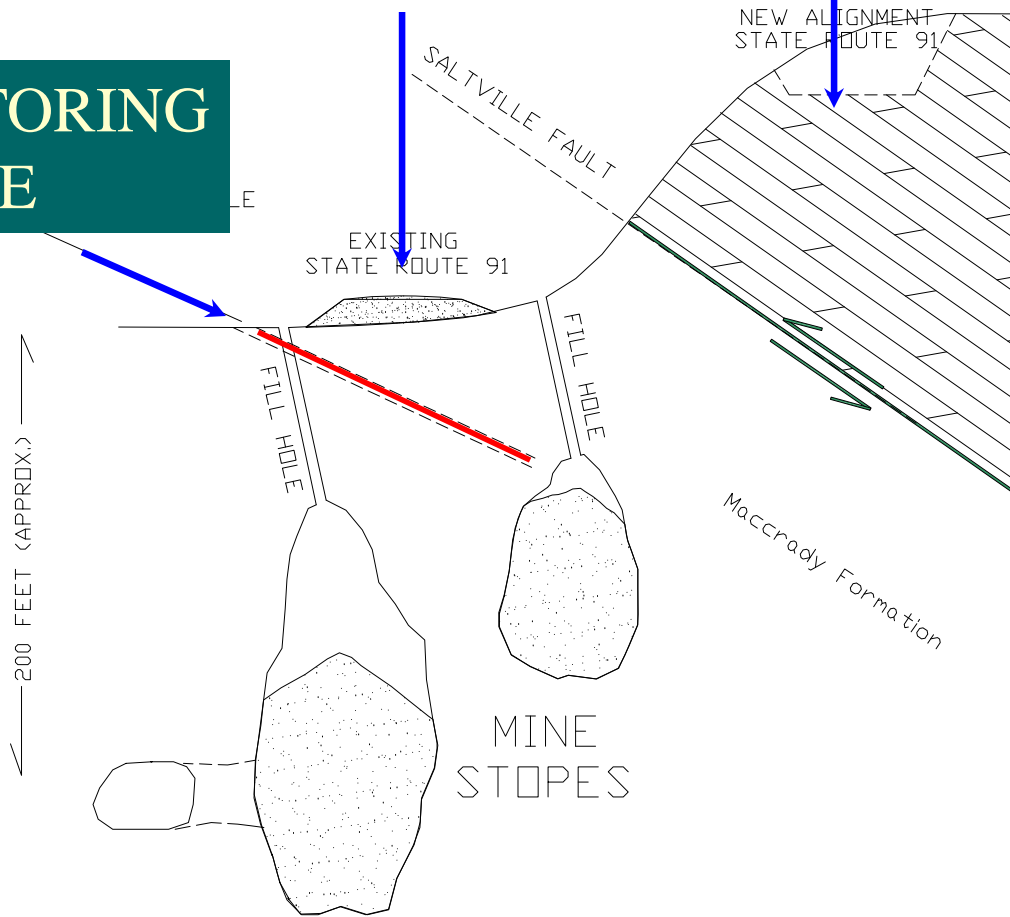 NEW ALIGNMENT
STATE ROUTE 91
SALTVILLE FAULT
TORING
E
LE
EXISTING
STATE ROUTE 91
FILL HOLE
FILL HOLE
200 FEET (APPROX.)
Maccrady Formation
MINE
STOPES